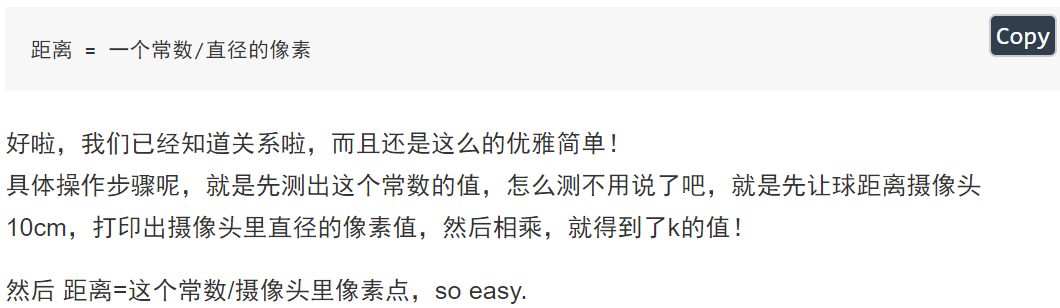 Copy
距离 = 一个常数/直径的像素
好啦，我们已经知道关系啦，而且还是这么的优雅简单！
具体操作步骤呢，就是先测出这个常数的值，怎么测不用说了吧，就是先让球距离摄像头
10cm，打印出摄像头里直径的像素值，然后相乘，就得到了k的值！
然后 距离=这个常数/摄像头里像素点，so easy.